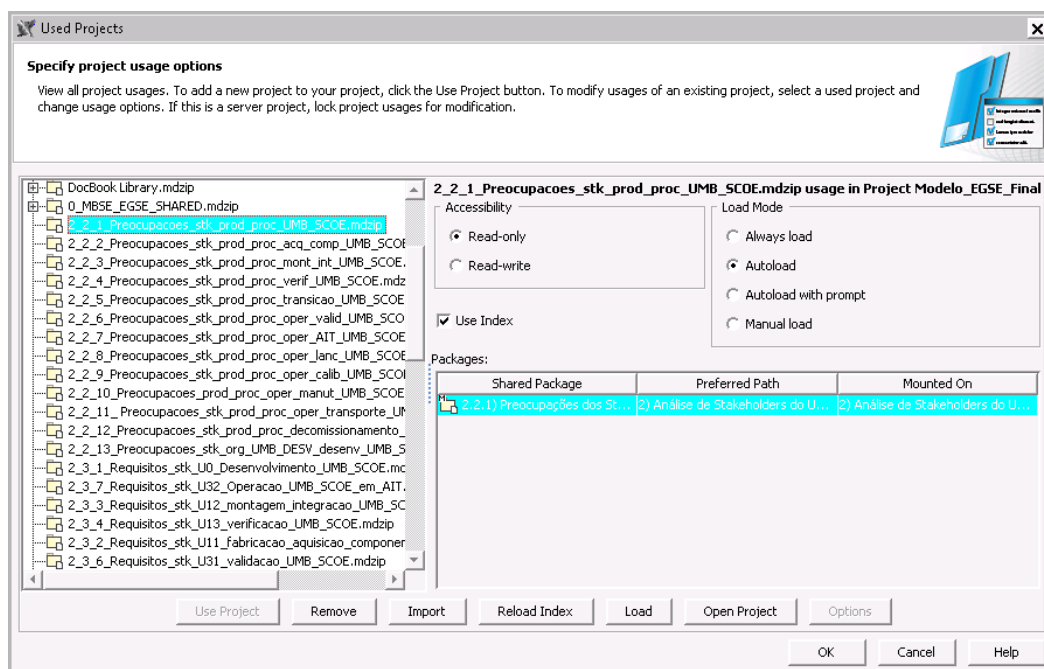 Used Projects
Specify project usage options
View all project usages. To add a new project to your project, click the Use Project button. To modify usages of an existing project, select a used project and
change usage options. If this is a server project, lock project usages for modification.
DocBook Library.mdzip
0_MBSE_EGSE_SHARED.mdzip
2_2_1_Preocupacoes_stk_prod_proc_UMB_SCOE.mdzip
2_2_2_Preocupacoes_stk_prod_proc_acq_comp_UMB_SCOE
2_2_3_Preocupacoes_stk_prod_proc_mont_int_UMB_SCOE.
2_2_4_Preocupacoes_stk_prod_proc_verif_UMB_SCOE.mdz
2_2_5_Preocupacoes_stk_prod_proc_transicao_UMB_SCOE
2_2_6_Preocupacoes_stk_prod_proc_oper_valid_UMB_SCO
2_2_7_Preocupacoes_stk_prod_proc_oper_AIT_UMB_SCOE
2_2_8_Preocupacoes_stk_prod_proc_oper_lanc_UMB_SCOE
2_2_9_Preocupacoes_stk_prod_proc_oper_calib_UMB_SCOI
2_2_10_Preocupacoes_prod_proc_oper_manut_UMB_SCOE
2_2_11_ Preocupacoes_stk_prod_proc_oper_transporte_UM
2_2_12_Preocupacoes_stk_prod_proc_decomissionamento_
2_2_13_Preocupacoes_stk_org_UMB_DESV_desenv_UMB_S
2_3_1_Requisitos_stk_U0_Desenvolvimento_UMB_SCOE.mc
2_3_7_Requisitos_stk_U32_Operacao_UMB_SCOE_em_AIT.
2_3_3_Requisitos_stk_U12_montagem_integracao_UMB_SC
2_3_4_Requisitos_stk_U13_verificacao_UMB_SCOE.mdzip
2_3_2_Requisitos_stk_U11_fabricacao_aquisicao_componer
2_3_6_Requisitos_stk_U31_validacao_UMB_SCOE.mdzip
2_2_1_Preocupacoes_stk_prod_proc_UMB_SCOE.mdzip usage in Project Modelo_EGSE_Final
Accessibility
Read-only
Read-write
Use Index
Load Mode
Always load
Autoload
Autoload with prompt
Manual load
Packages:
Shared Package Preferred Path Mounted On
2.2.1) Preocupações dos St... 2) Análise de Stakeholders do U... 2) Análise de Stakeholders do U...
Use Project Remove Import Reload Index Load Open Project Options
OK Cancel Help